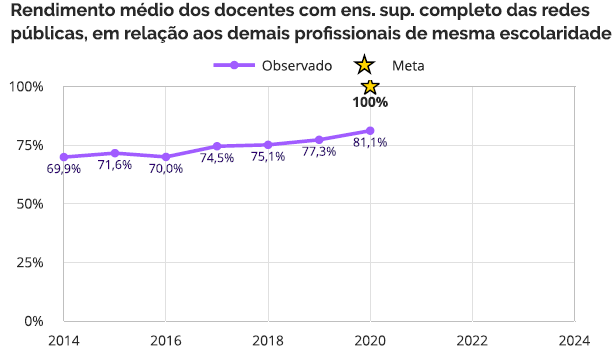 Rendimento médio dos docentes com ens. sup. completo das redes
públicas, em relação aos demais profissionais de mesma escolaridade
Observado Meta
100%
100%
75%
69,9% 71,6% 70,0% 74,5% 75,1% 77,3% 81,1%
50%
25%
0%
2014 2016 2018 2020 2022 2024